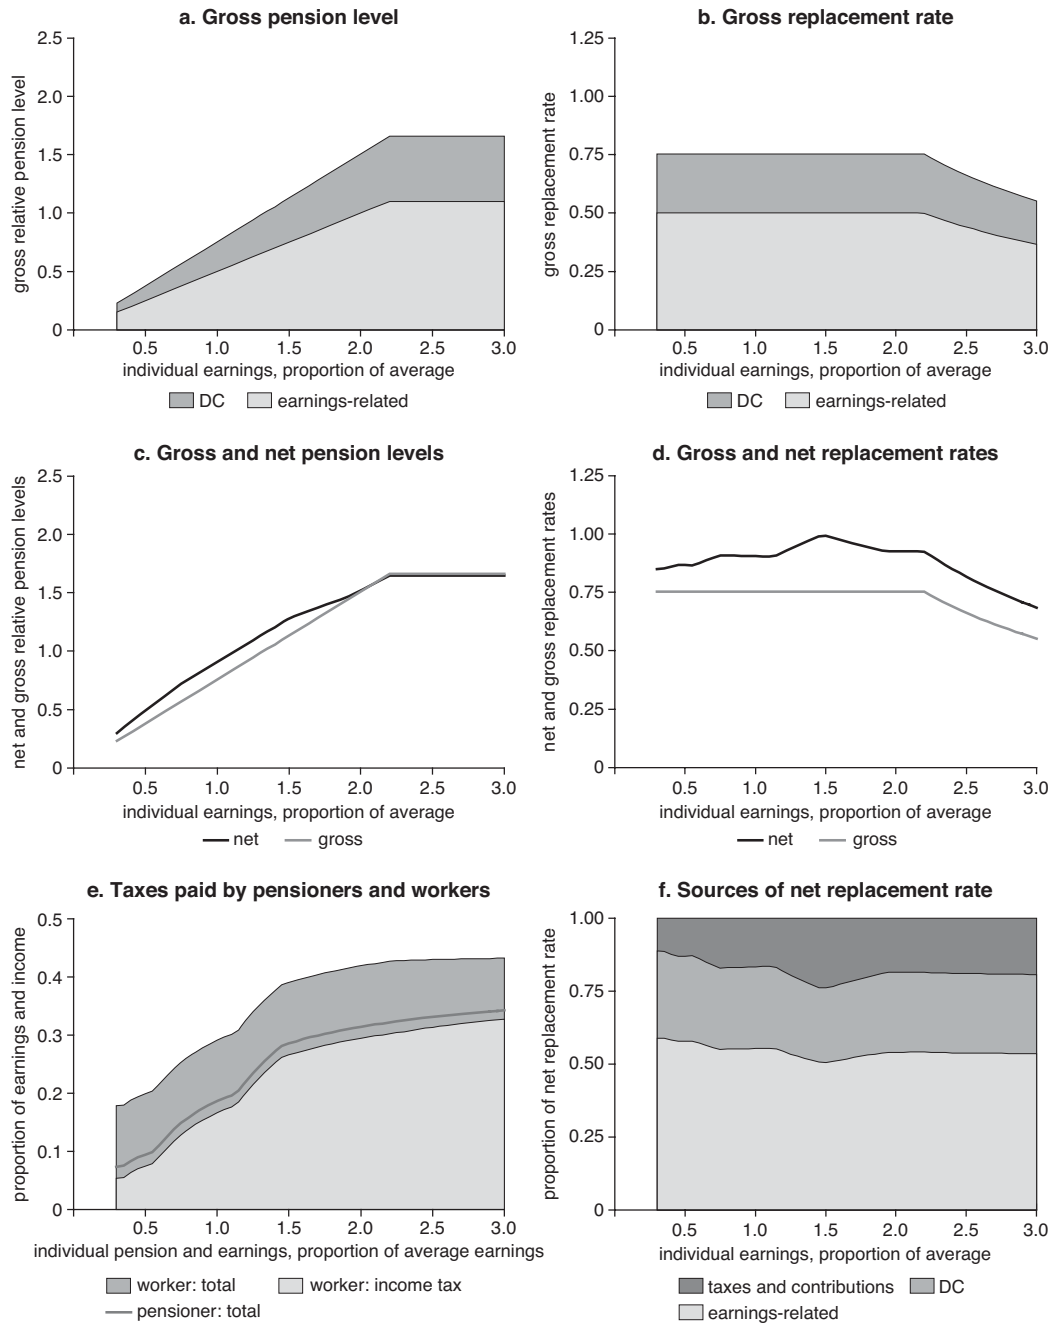 a. Gross pension level
gross relative pension level
2.5
2.0
1.5
1.0
0.5
0
0.5 1.0 1.5 2.0 2.5 3.0
individual earnings, proportion of average
DC earnings-related
b. Gross replacement rate
gross replacement rate
1.25
1.00
0.75
0.50
0.25
0
0.5 1.0 1.5 2.0 2.5 3.0
individual earnings, proportion of average
DC earnings-related
c. Gross and net pension levels
net and gross relative pension levels
2.5
2.0
1.5
1.0
0.5
0
0.5 1.0 1.5 2.0 2.5 3.0
individual earnings, proportion of average
net gross
d. Gross and net replacement rates
net and gross replacement rates
1.25
1.00
0.75
0.50
0.25
0
0.5 1.0 1.5 2.0 2.5 3.0
individual earnings, proportion of average
net gross
e. Taxes paid by pensioners and workers
proportion of earnings and income
0.5
0.4
0.3
0.2
0.1
0
0.5 1.0 1.5 2.0 2.5 3.0
individual pension and earnings, proportion of average earnings
worker: total worker: income tax
pensioner: total
f. Sources of net replacement rate
proportion of net replacement rate
1.00
0.75
0.50
0.25
0
0.5 1.0 1.5 2.0 2.5 3.0
individual earnings, proportion of average
taxes and contributions DC
earnings-related